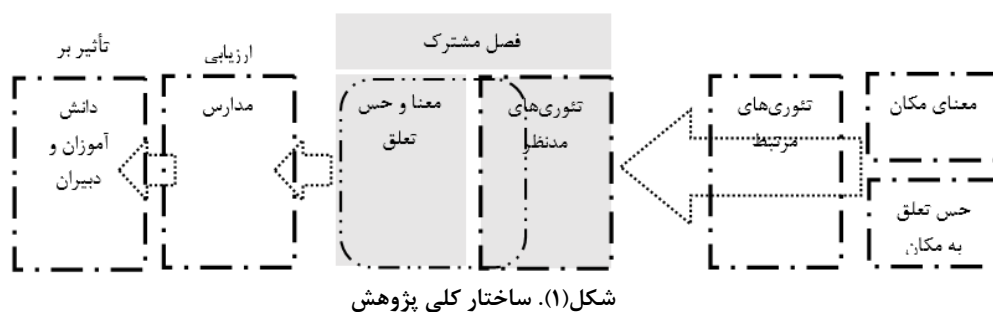 معنای مکان
حس تعلق
به مکان
تئوری‌های
مرتبط
فصل مشترک
تئوری‌های
مدنظر
معنا و حس
تعلق
ارزیابی
مدارس
تأثیر بر
دانش
آموزان و
دبیران
شکل(۱). ساختار کلی پژوهش